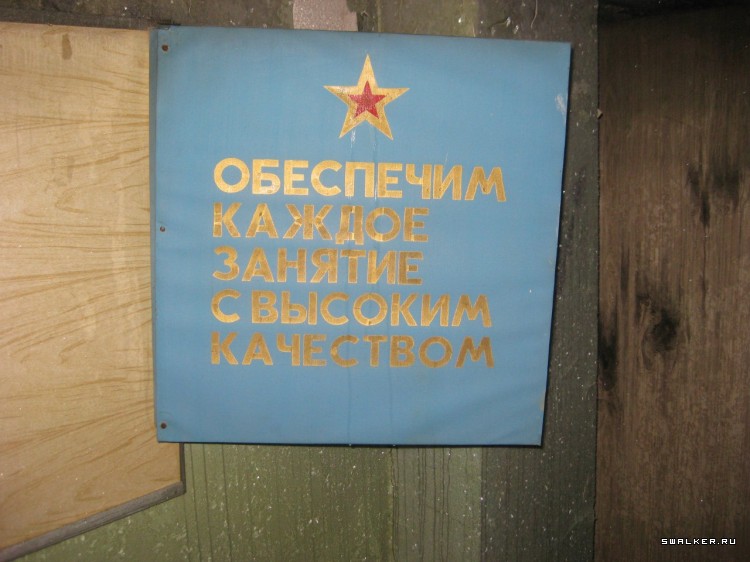 ОБЕСПЕЧИМ
КАЖДОЕ
ЗАНЯТИЕ
С ВЫСОКИМ
КАЧЕСТВОМ
SWALKER.RU